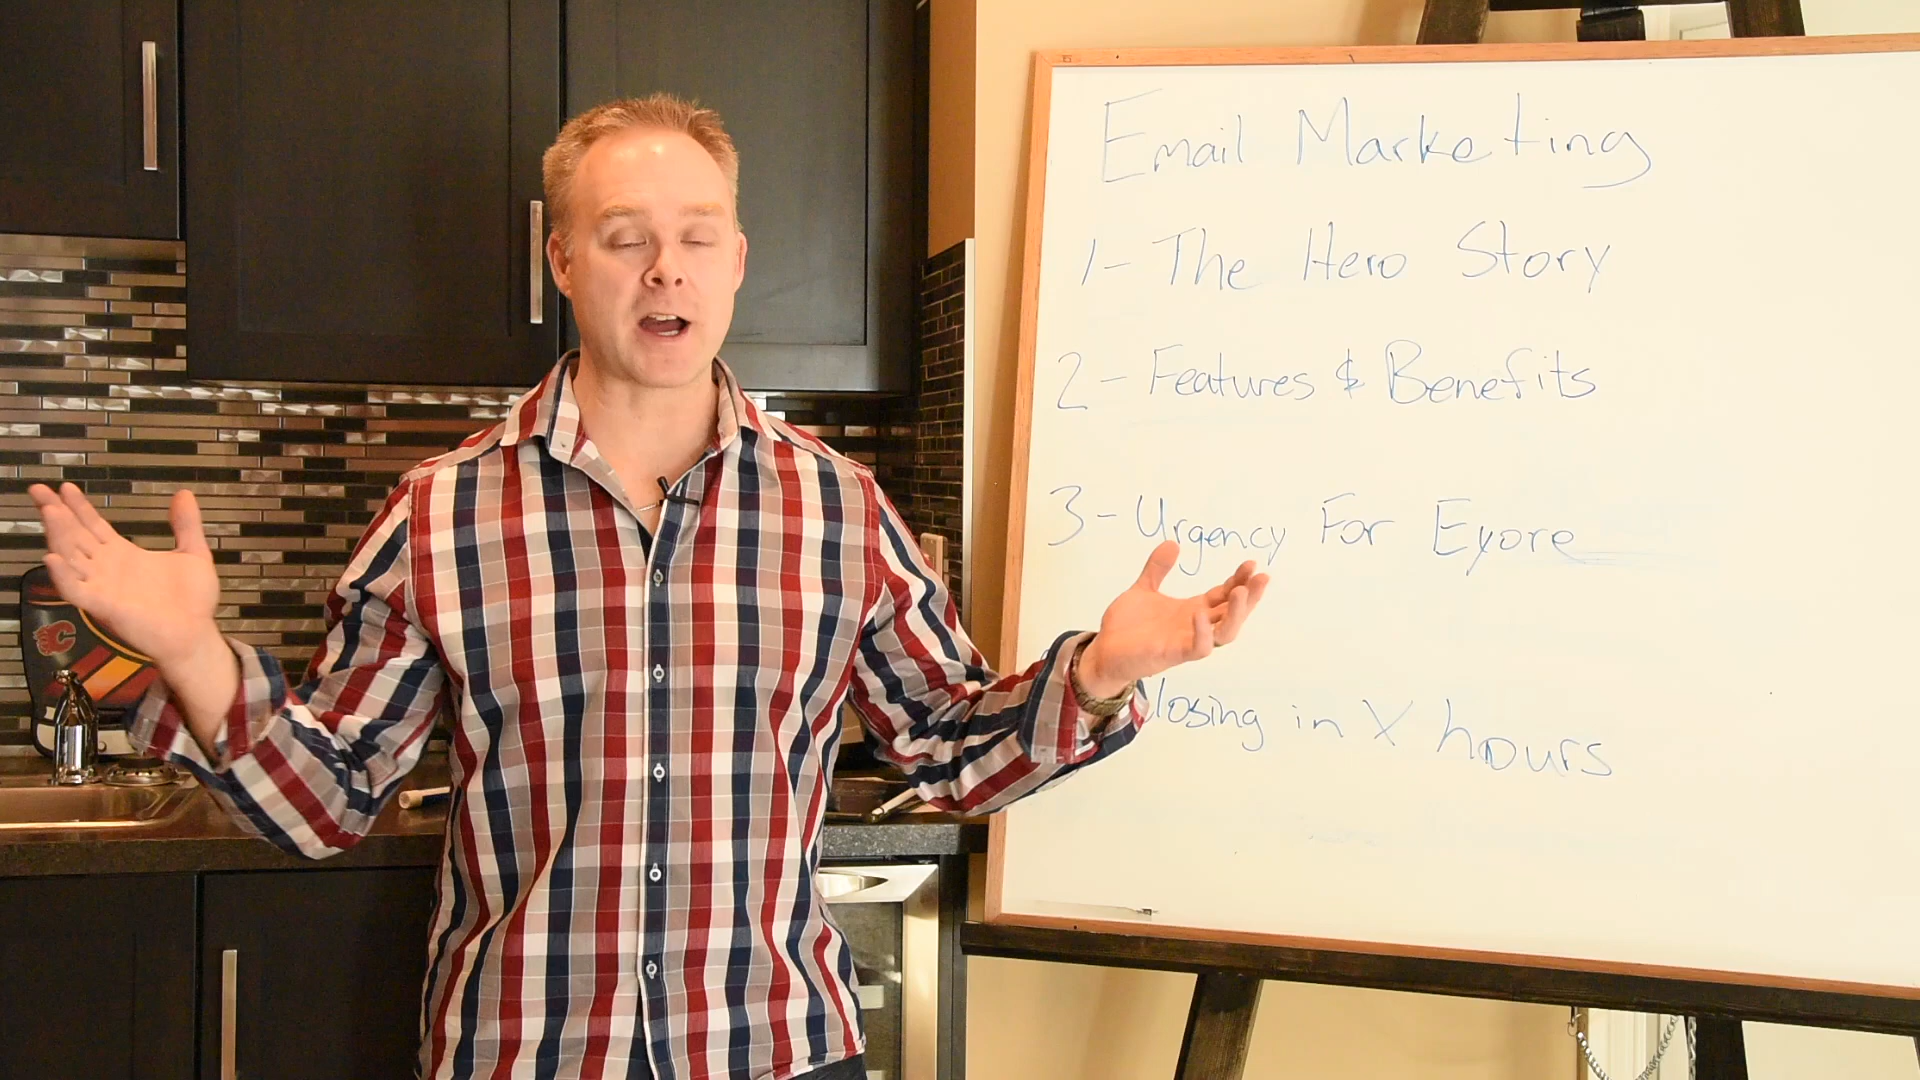 Email Marketing
1- The Hero Story
2- Features & Benefits
3- Urgency For Eyore
losing in X hours
C